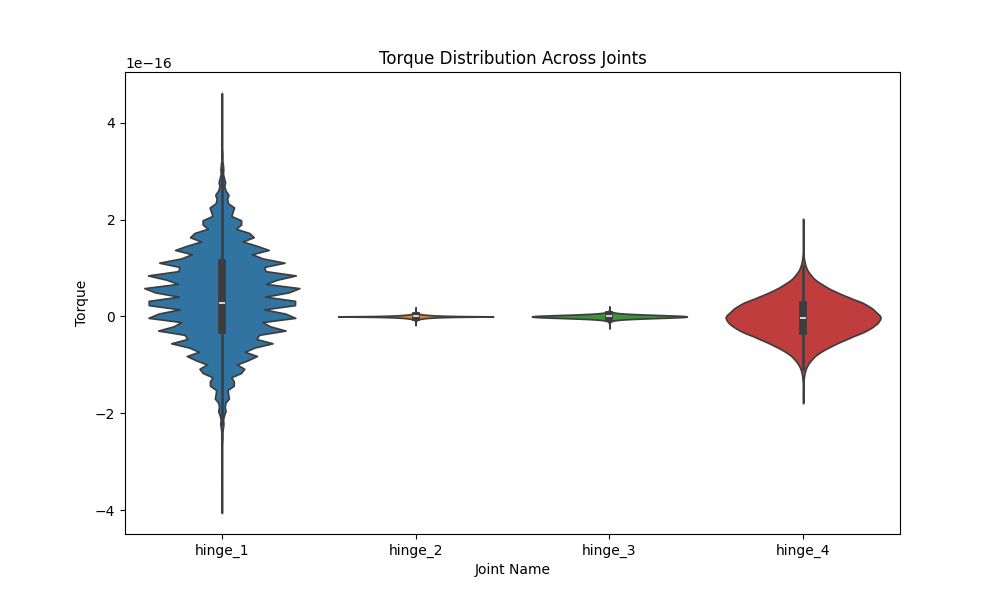 Torque Distribution Across Joints
1e−16
4
2
0
−2
−4
Torque
hinge_1 hinge_2 hinge_3 hinge_4
Joint Name